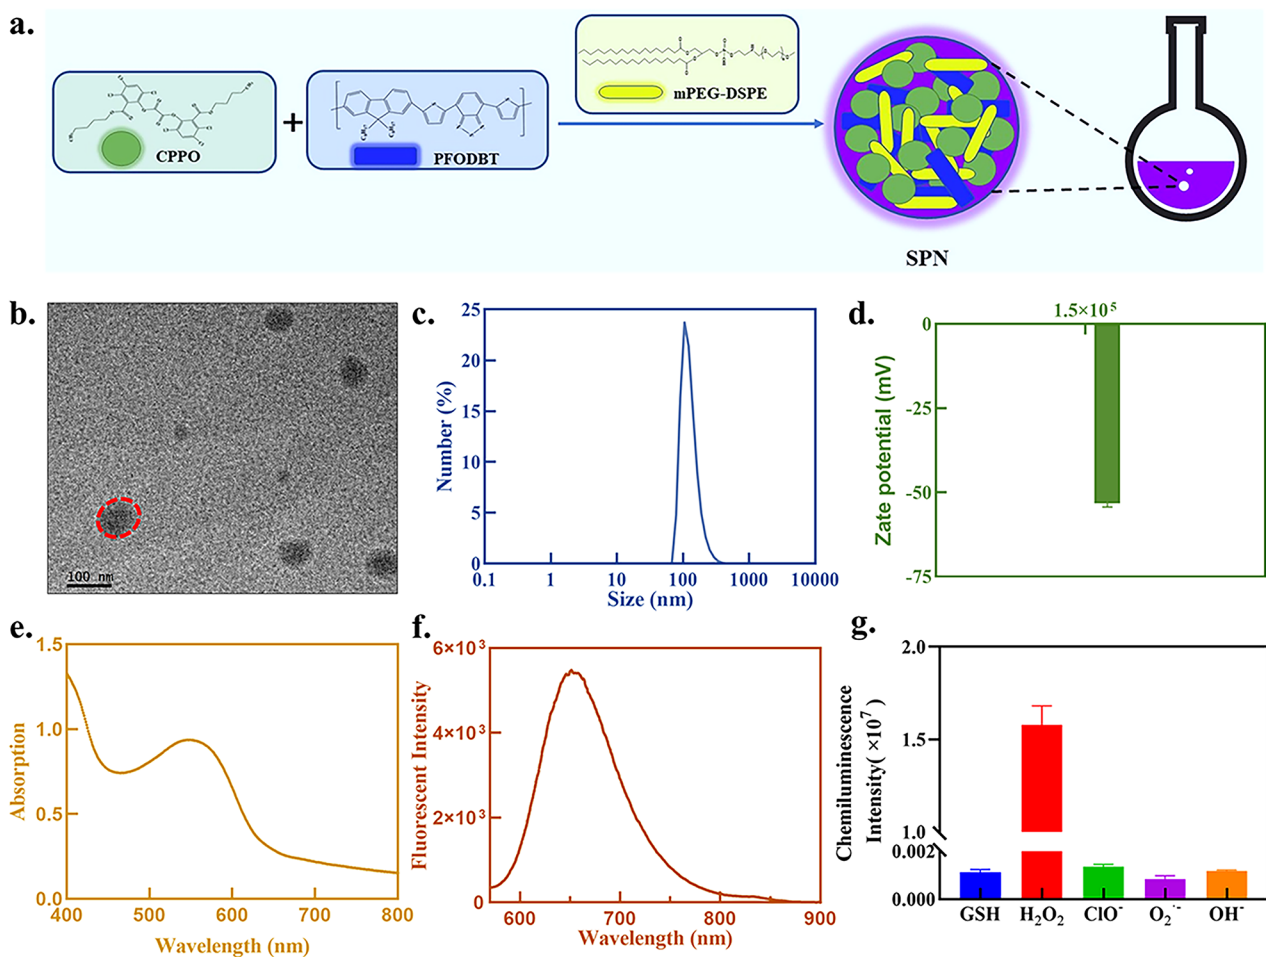 a.
CPPO
+
PFODBT
mPEG-DSPE
SPN
b.
100 nm
c.
25
20
15
10
5
0
Number (%)
0.1 1 10 100 1000 10000
Size (nm)
d.
1.5×10⁵
0
-25
-50
-75
Zate potential (mV)
e.
1.5
1.0
0.5
0.0
Absorption
400 500 600 700 800
Wavelength (nm)
f.
6×10³
4×10³
2×10³
0
Fluorescent Intensity
600 700 800 900
Wavelength (nm)
g.
2.0
1.5
1.0
0.002
0.000
Chemiluminescence
Intensity( ×10⁷ )
GSH H₂O₂ ClO⁻ O₂˙⁻ OH⁻